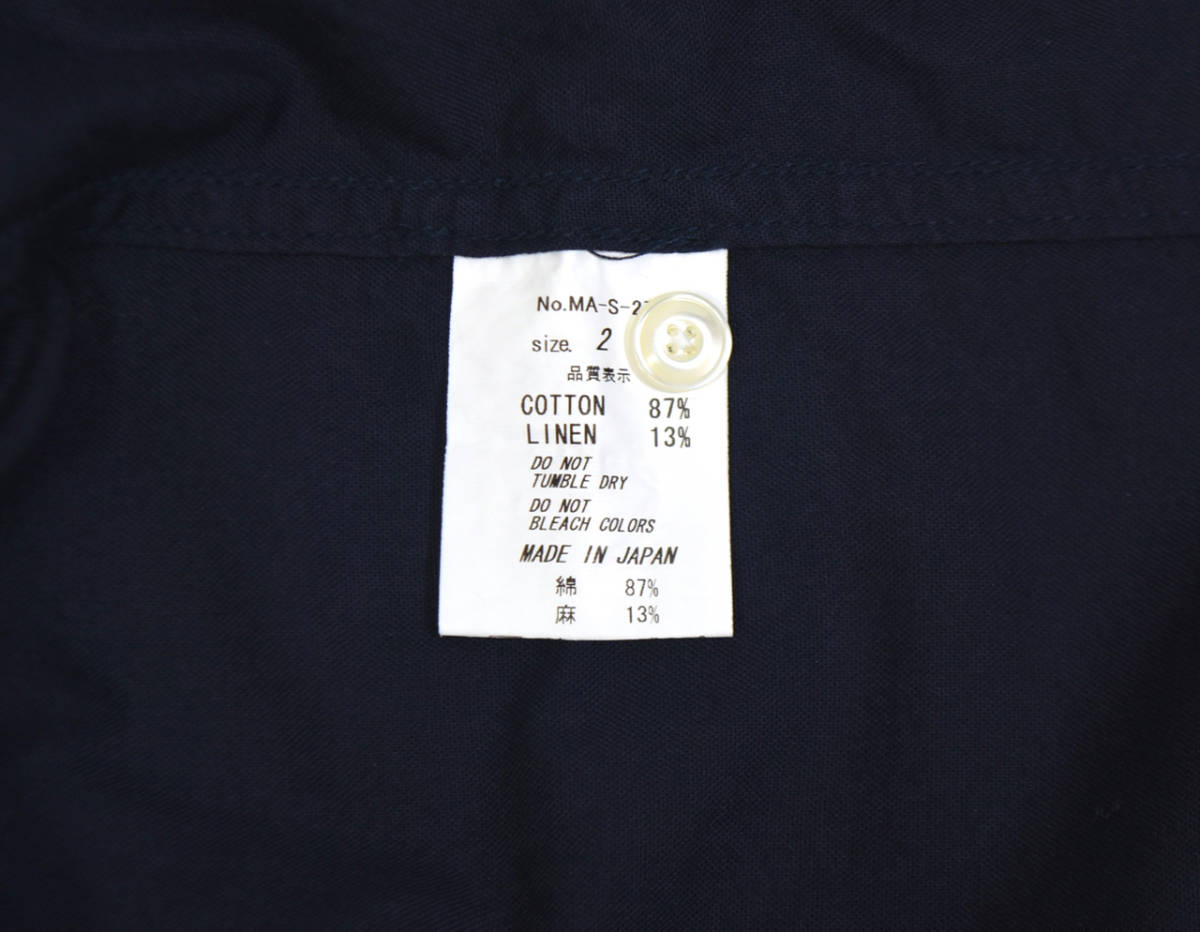 No.MA-S-2
size. 2
品質表示
COTTON 87%
LINEN 13%
DO NOT
TUMBLE DRY
DO NOT
BLEACH COLORS
MADE IN JAPAN
綿 87%
麻 13%